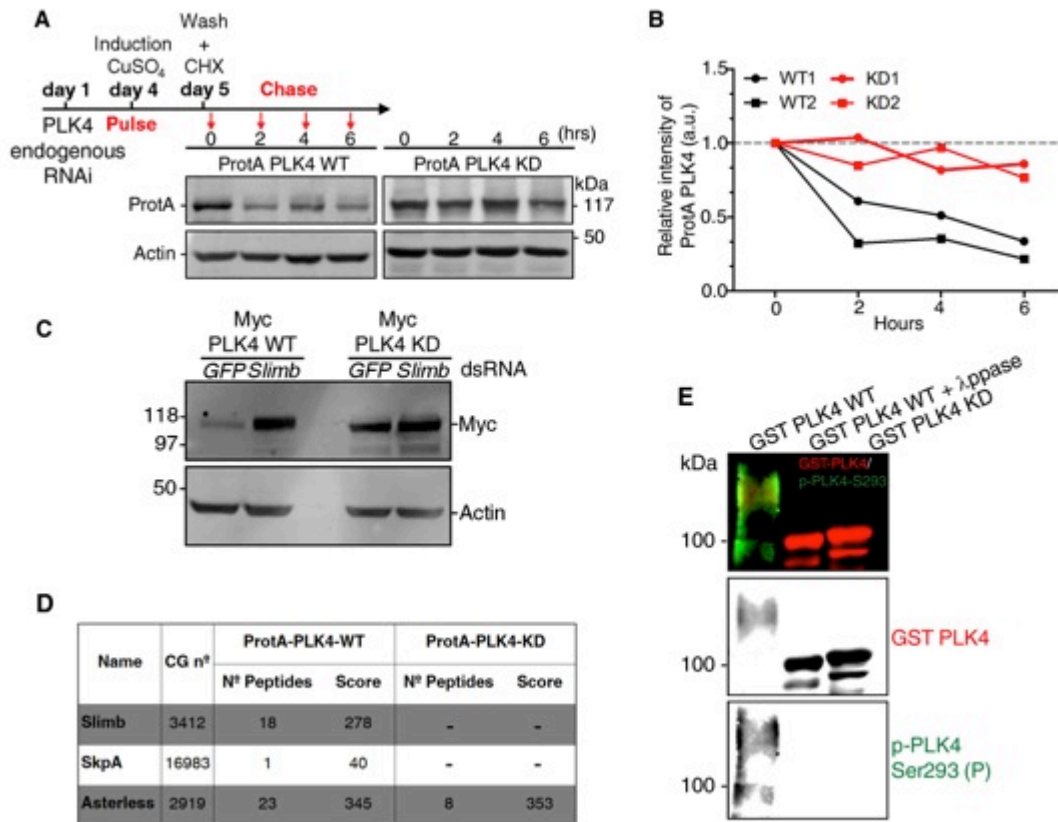 A
Wash
Induction +
CuSO4 CHX
day 1 day 4 day 5 Chase
PLK4 Pulse 0 2 4 6 0 2 4 6 (hrs)
endogenous
RNAi
ProtA PLK4 WT ProtA PLK4 KD
kDa
ProtA 117
50
Actin
B
Relative intensity of
ProtA PLK4 (a.u.)
1.5
1.0
0.5
0.0
WT1 KD1
WT2 KD2
0 2 4 6
Hours
C
Myc Myc
PLK4 WT PLK4 KD
GFP Slimb GFP Slimb dsRNA
118
97
Myc
50
Actin
D
Name CG nº ProtA-PLK4-WT ProtA-PLK4-KD
Nº Peptides Score Nº Peptides Score
Slimb 3412 18 278 - -
SkpA 16983 1 40 - -
Asterless 2919 23 345 8 353
E
GST PLK4 WT
GST PLK4 WT + λppase
GST PLK4 KD
kDa
GST-PLK4/
p-PLK4-S293
100
GST PLK4
100
p-PLK4
Ser293 (P)
100